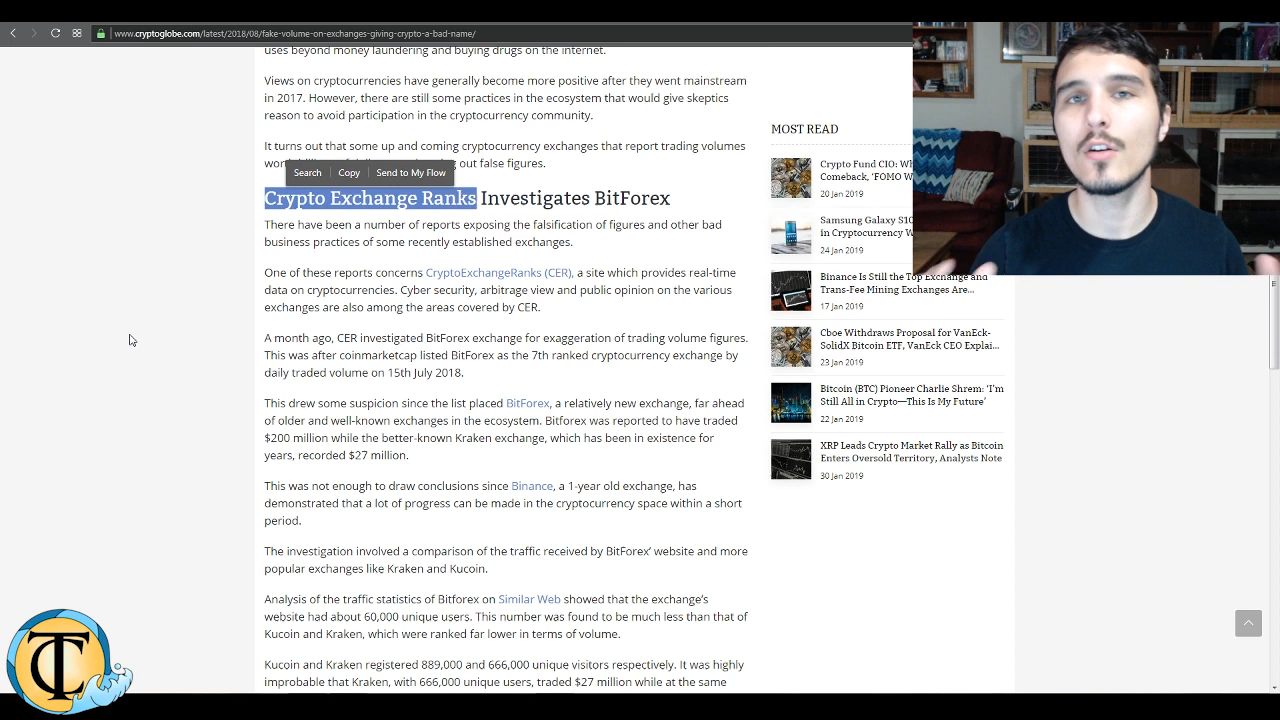 www.cryptoglobe.com/latest/2018/08/fake-volume-on-exchanges-giving-crypto-a-bad-name/
uses beyond money laundering and buying drugs on the internet.
Views on cryptocurrencies have generally become more positive after they went mainstream
in 2017. However, there are still some practices in the ecosystem that would give skeptics
reason to avoid participation in the cryptocurrency community.
It turns out that some up and coming cryptocurrency exchanges that report trading volumes
out false figures.
Search Copy Send to My Flow
Crypto Exchange Ranks Investigates BitForex
There have been a number of reports exposing the falsification of figures and other bad
business practices of some recently established exchanges.
One of these reports concerns CryptoExchangeRanks (CER), a site which provides real-time
data on cryptocurrencies. Cyber security, arbitrage view and public opinion on the various
exchanges are also among the areas covered by CER.
A month ago, CER investigated BitForex exchange for exaggeration of trading volume figures.
This was after coinmarketcap listed BitForex as the 7th ranked cryptocurrency exchange by
daily traded volume on 15th July 2018.
This drew some suspicion since the list placed BitForex, a relatively new exchange, far ahead
of older and well-known exchanges in the ecosystem. Bitforex was reported to have traded
$200 million while the better-known Kraken exchange, which has been in existence for
years, recorded $27 million.
This was not enough to draw conclusions since Binance, a 1-year old exchange, has
demonstrated that a lot of progress can be made in the cryptocurrency space within a short
period.
The investigation involved a comparison of the traffic received by BitForex' website and more
popular exchanges like Kraken and Kucoin.
Analysis of the traffic statistics of Bitforex on Similar Web showed that the exchange's
website had about 60,000 unique users. This number was found to be much less than that of
Kucoin and Kraken, which were ranked far lower in terms of volume.
Kucoin and Kraken registered 889,000 and 666,000 unique visitors respectively. It was highly
improbable that Kraken, with 666,000 unique users, traded $27 million while at the same
MOST READ
Crypto Fund CIO:
Comeback, 'FOMO
20 Jan 2019
Samsung Galaxy S10
in Cryptocurrency
24 Jan 2019
Binance Is Still the Top Exchange and
Trans-Fee Mining Exchanges Are...
17 Jan 2019
Cboe Withdraws Proposal for VanEck-
SolidX Bitcoin ETF, VanEck CEO Explai...
23 Jan 2019
Bitcoin (BTC) Pioneer Charlie Shrem: 'I'm
Still All in Crypto—This Is My Future'
22 Jan 2019
XRP Leads Crypto Market Rally as Bitcoin
Enters Oversold Territory, Analysts Note
30 Jan 2019